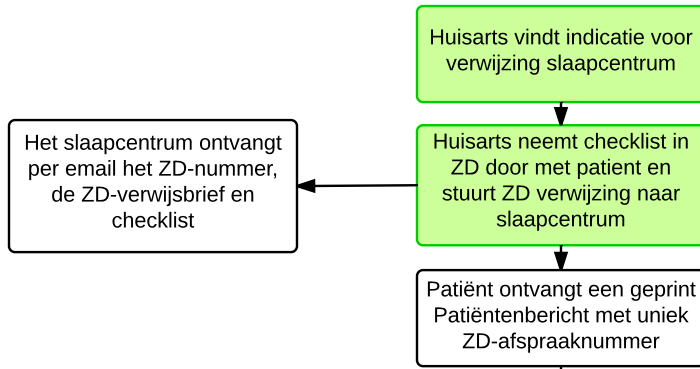 Huisarts vindt indicatie voor
verwijzing slaapcentrum
Huisarts neemt checklist in
ZD door met patient en
stuurt ZD verwijzing naar
slaapcentrum
Het slaapcentrum ontvangt
per email het ZD-nummer,
de ZD-verwijsbrief en
checklist
Patiënt ontvangt een geprint
Patiëntenbericht met uniek
ZD-afspraaknummer